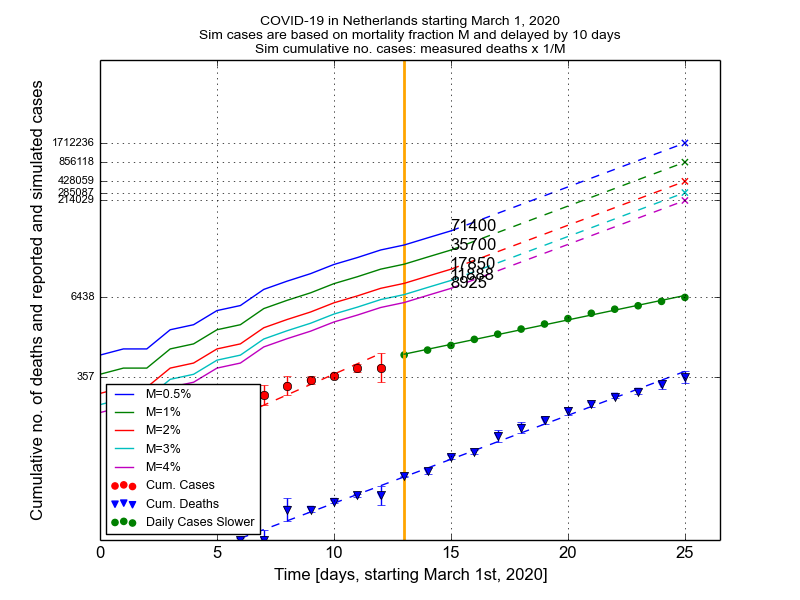 COVID-19 in Netherlands starting March 1, 2020
Sim cases are based on mortality fraction M and delayed by 10 days
Sim cumulative no. cases: measured deaths x 1/M
Cumulative no. of deaths and reported and simulated cases
1712236
856118
428059
285087
214029
6438
357
71400
35700
17850
11888
8925
M=0.5%
M=1%
M=2%
M=3%
M=4%
Cum. Cases
Cum. Deaths
Daily Cases Slower
0 5 10 15 20 25
Time [days, starting March 1st, 2020]